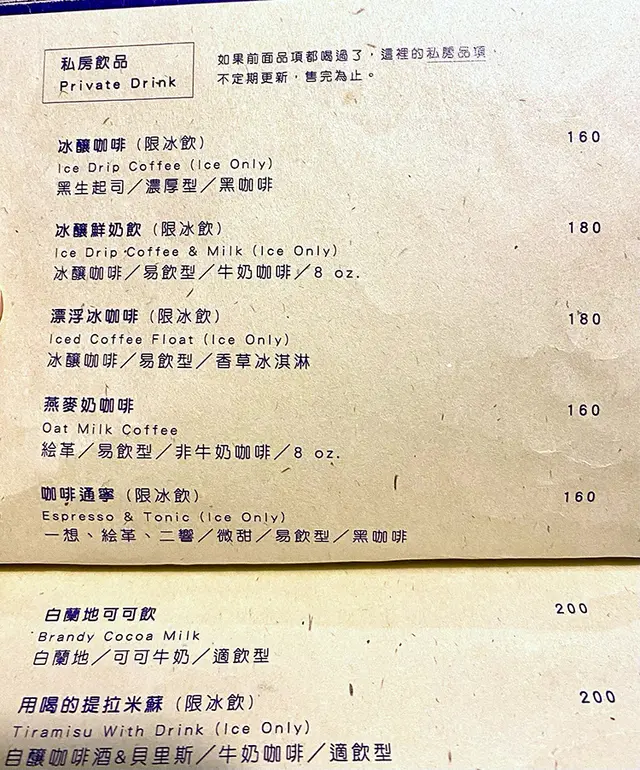 私房飲品
Private Drink
如果前面品項都喝過了，這裡的私房品項，
不定期更新，售完為止。
冰釀咖啡（限冰飲） 160
Ice Drip Coffee (Ice Only)
黑生起司／濃厚型／黑咖啡
冰釀鮮奶飲（限冰飲） 180
Ice Drip Coffee & Milk (Ice Only)
冰釀咖啡／易飲型／牛奶咖啡／8 oz.
漂浮冰咖啡（限冰飲） 180
Iced Coffee Float (Ice Only)
冰釀咖啡／易飲型／香草冰淇淋
燕麥奶咖啡 160
Oat Milk Coffee
絵革／易飲型／非牛奶咖啡／8 oz.
咖啡通寧（限冰飲） 160
Espresso & Tonic (Ice Only)
一想、絵革、二響／微甜／易飲型／黑咖啡
白蘭地可可飲 200
Brandy Cocoa Milk
白蘭地／可可牛奶／適飲型
用喝的提拉米蘇（限冰飲） 200
Tiramisu With Drink (Ice Only)
自釀咖啡酒&貝里斯／牛奶咖啡／適飲型